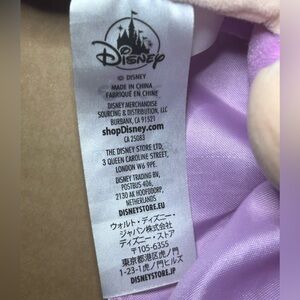 Disney
© DISNEY
MADE IN CHINA
FABRIQUÉ EN CHINE
DISNEY MERCHANDISE
SOURCING & DISTRIBUTION, LLC
BURBANK, CA 91521
shopDisney.com
CA 25083
THE DISNEY STORE LTD,
3 QUEEN CAROLINE STREET,
LONDON W6 9PE.
DISNEY TRADING BV,
POSTBUS 406,
2130 AK HOOFDDORP,
NETHERLANDS
DISNEYSTORE.EU
ウォルト・ディズニー・
ジャパン株式会社
ディズニー・ストア
〒105-6355
東京都港区虎ノ門
1-23-1虎ノ門ヒルズ
DISNEYSTORE.JP